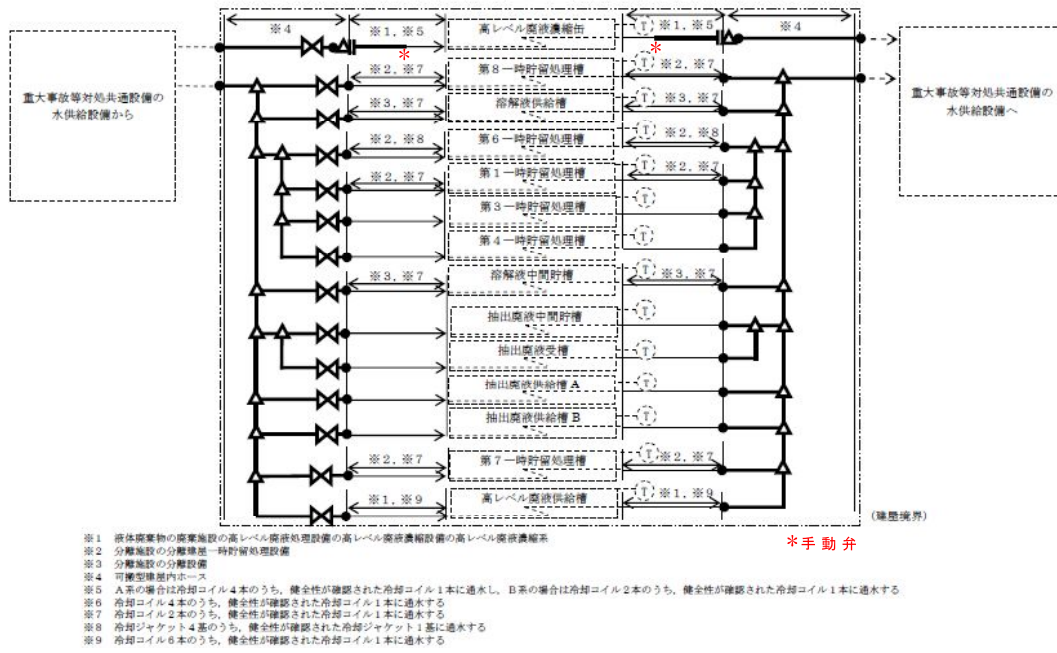 ※4
※1, ※5
高レベル廃液濃縮缶
T
※1, ※5
※4
*
*
重大事故等対処共通設備の
水供給設備から
重大事故等対処共通設備の
水供給設備へ
※2, ※7
第8一時貯留処理槽
T
※2, ※7
※3, ※7
溶解液供給槽
T
※3, ※7
※2, ※8
第6一時貯留処理槽
T
※2, ※8
※2, ※7
第1一時貯留処理槽
T
※2, ※7
第3一時貯留処理槽
T
第4一時貯留処理槽
T
※3, ※7
溶解液中間貯槽
T
※3, ※7
抽出廃液中間貯槽
T
抽出廃液受槽
T
抽出廃液供給槽A
T
抽出廃液供給槽B
T
※2, ※7
第7一時貯留処理槽
T
※2, ※7
※1, ※9
高レベル廃液供給槽
T
※1, ※9
(建屋境界)
*手動弁
※1 液体廃棄物の廃棄施設の高レベル廃液処理設備の高レベル廃液濃縮設備の高レベル廃液濃縮系
※2 分離施設の分離建屋一時貯留処理設備
※3 分離施設の分離設備
※4 可搬型建屋内ホース
※5 A系の場合は冷却コイル4本のうち，健全性が確認された冷却コイル1本に通水し，B系の場合は冷却コイル2本のうち，健全性が確認された冷却コイル1本に通水する
※6 冷却コイル4本のうち，健全性が確認された冷却コイル1本に通水する
※7 冷却コイル2本のうち，健全性が確認された冷却コイル1本に通水する
※8 冷却ジャケット4基のうち，健全性が確認された冷却ジャケット1基に通水する
※9 冷却コイル6本のうち，健全性が確認された冷却コイル1本に通水する